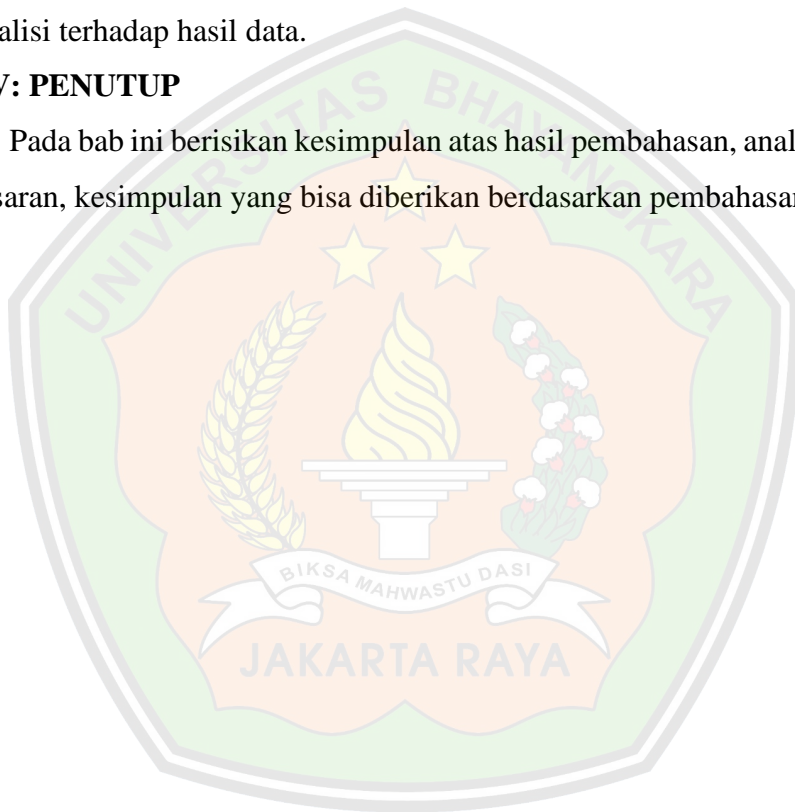 alisi terhadap hasil data.
V: PENUTUP
Pada bab ini berisikan kesimpulan atas hasil pembahasan, anal
saran, kesimpulan yang bisa diberikan berdasarkan pembahasan
UNIVERSITAS BHAYANGKARA
BIKSA MAHWASTU DASI
JAKARTA RAYA